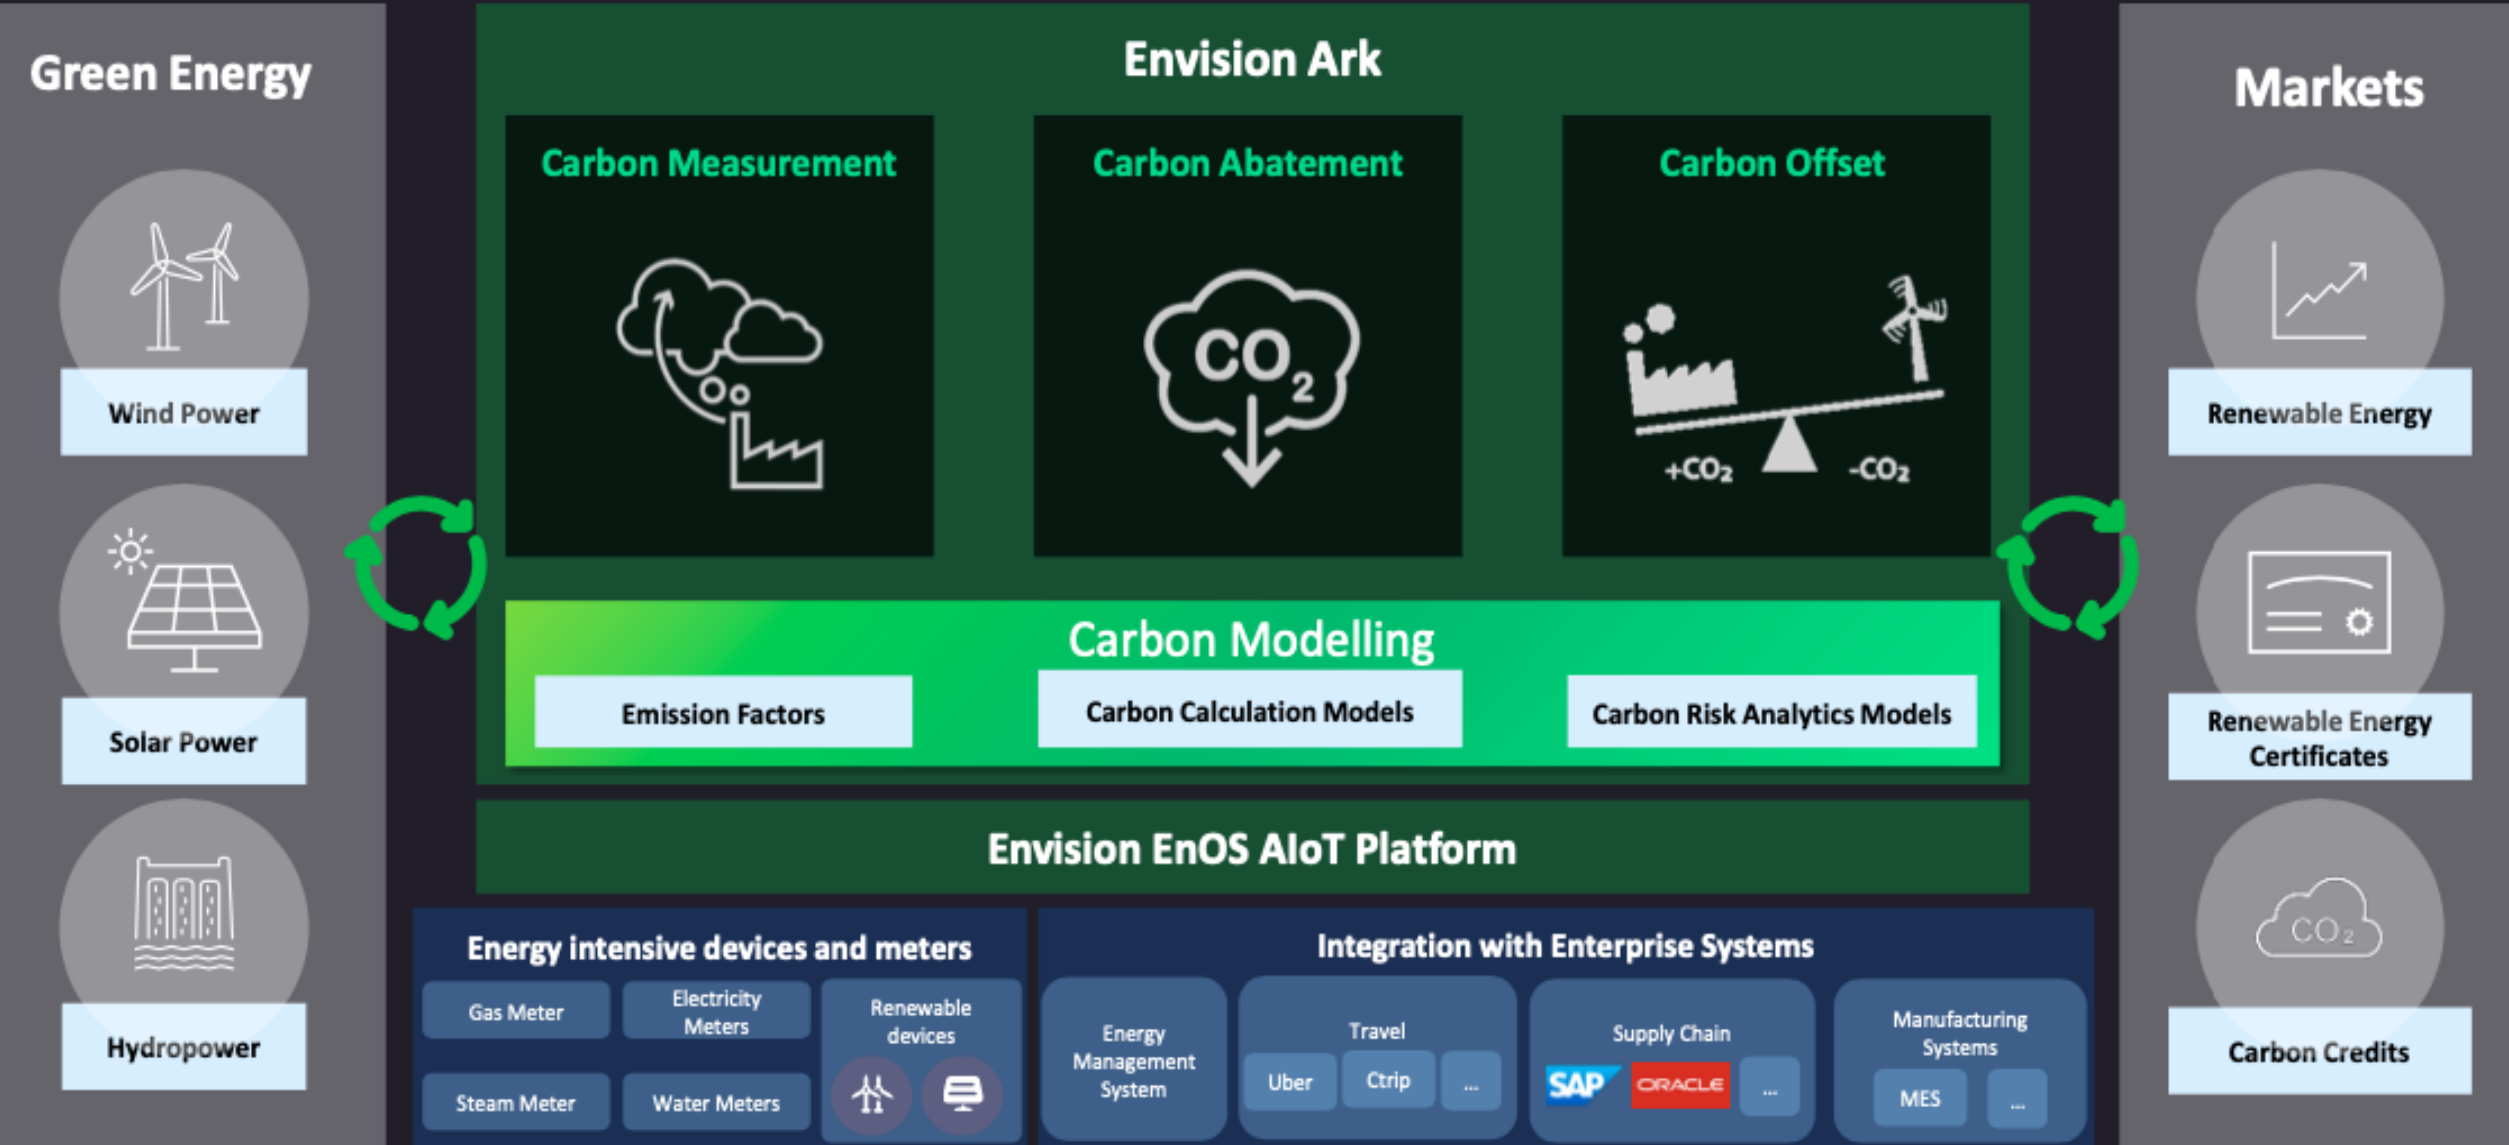 Green Energy
Wind Power
Solar Power
Hydropower
Envision Ark
Carbon Measurement
Carbon Abatement
CO2
Carbon Offset
+CO2
-CO2
Carbon Modelling
Emission Factors
Carbon Calculation Models
Carbon Risk Analytics Models
Envision EnOS AIoT Platform
Energy intensive devices and meters
Gas Meter
Electricity
Meters
Steam Meter
Water Meters
Renewable
devices
Integration with Enterprise Systems
Energy
Management
System
Travel
Uber
Ctrip
...
Supply Chain
SAP
ORACLE
...
Manufacturing
Systems
MES
...
Markets
Renewable Energy
Renewable Energy
Certificates
CO2
Carbon Credits